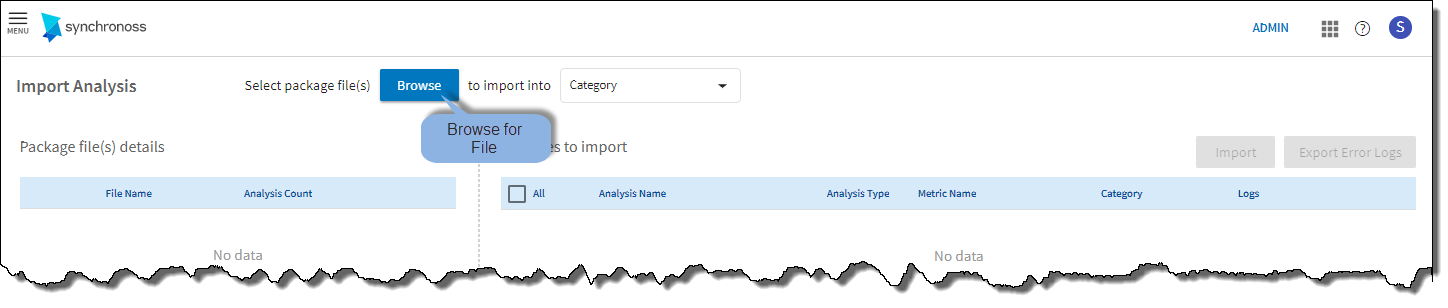 MENU
synchronoss
ADMIN
S
Import Analysis
Select package file(s)
Browse
to import into
Category
Browse for
File
Package file(s) details
to import
Import
Export Error Logs
File Name
Analysis Count
All
Analysis Name
Analysis Type
Metric Name
Category
Logs
No data
No data